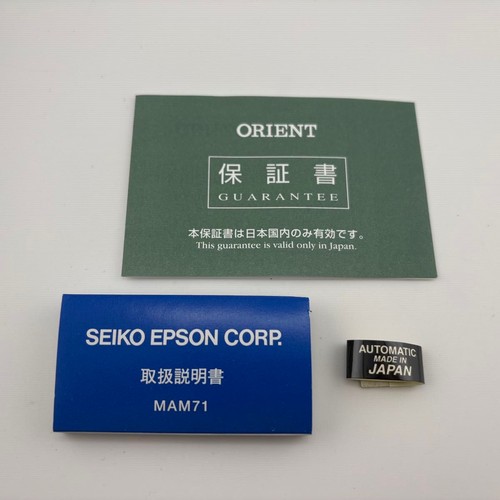 ORIENT
保証書
GUARANTEE
本保証書は日本国内のみ有効です。
This guarantee is valid only in Japan.
SEIKO EPSON CORP.
取扱説明書
MAM71
AUTOMATIC
MADE IN
JAPAN